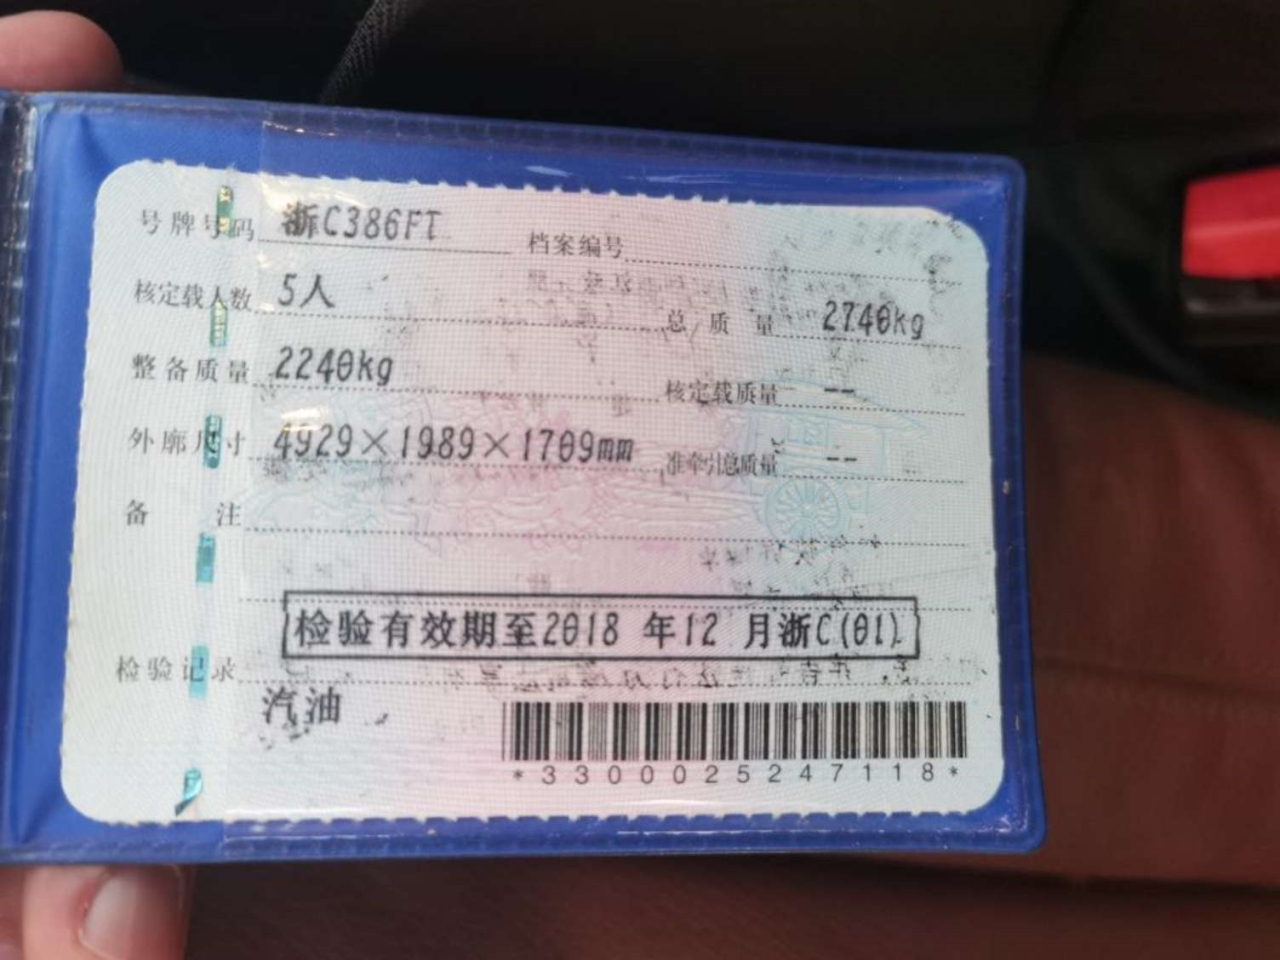 号牌号码 浙C386FT 档案编号
核定载人数 5人 总质量 2740kg
整备质量 2240kg 核定载质量 --
外廓尺寸 4929×1989×1709mm 准牵引总质量 --
备注
检验有效期至2018 年12 月浙C(01)
检验记录
汽油
*3300025247118*